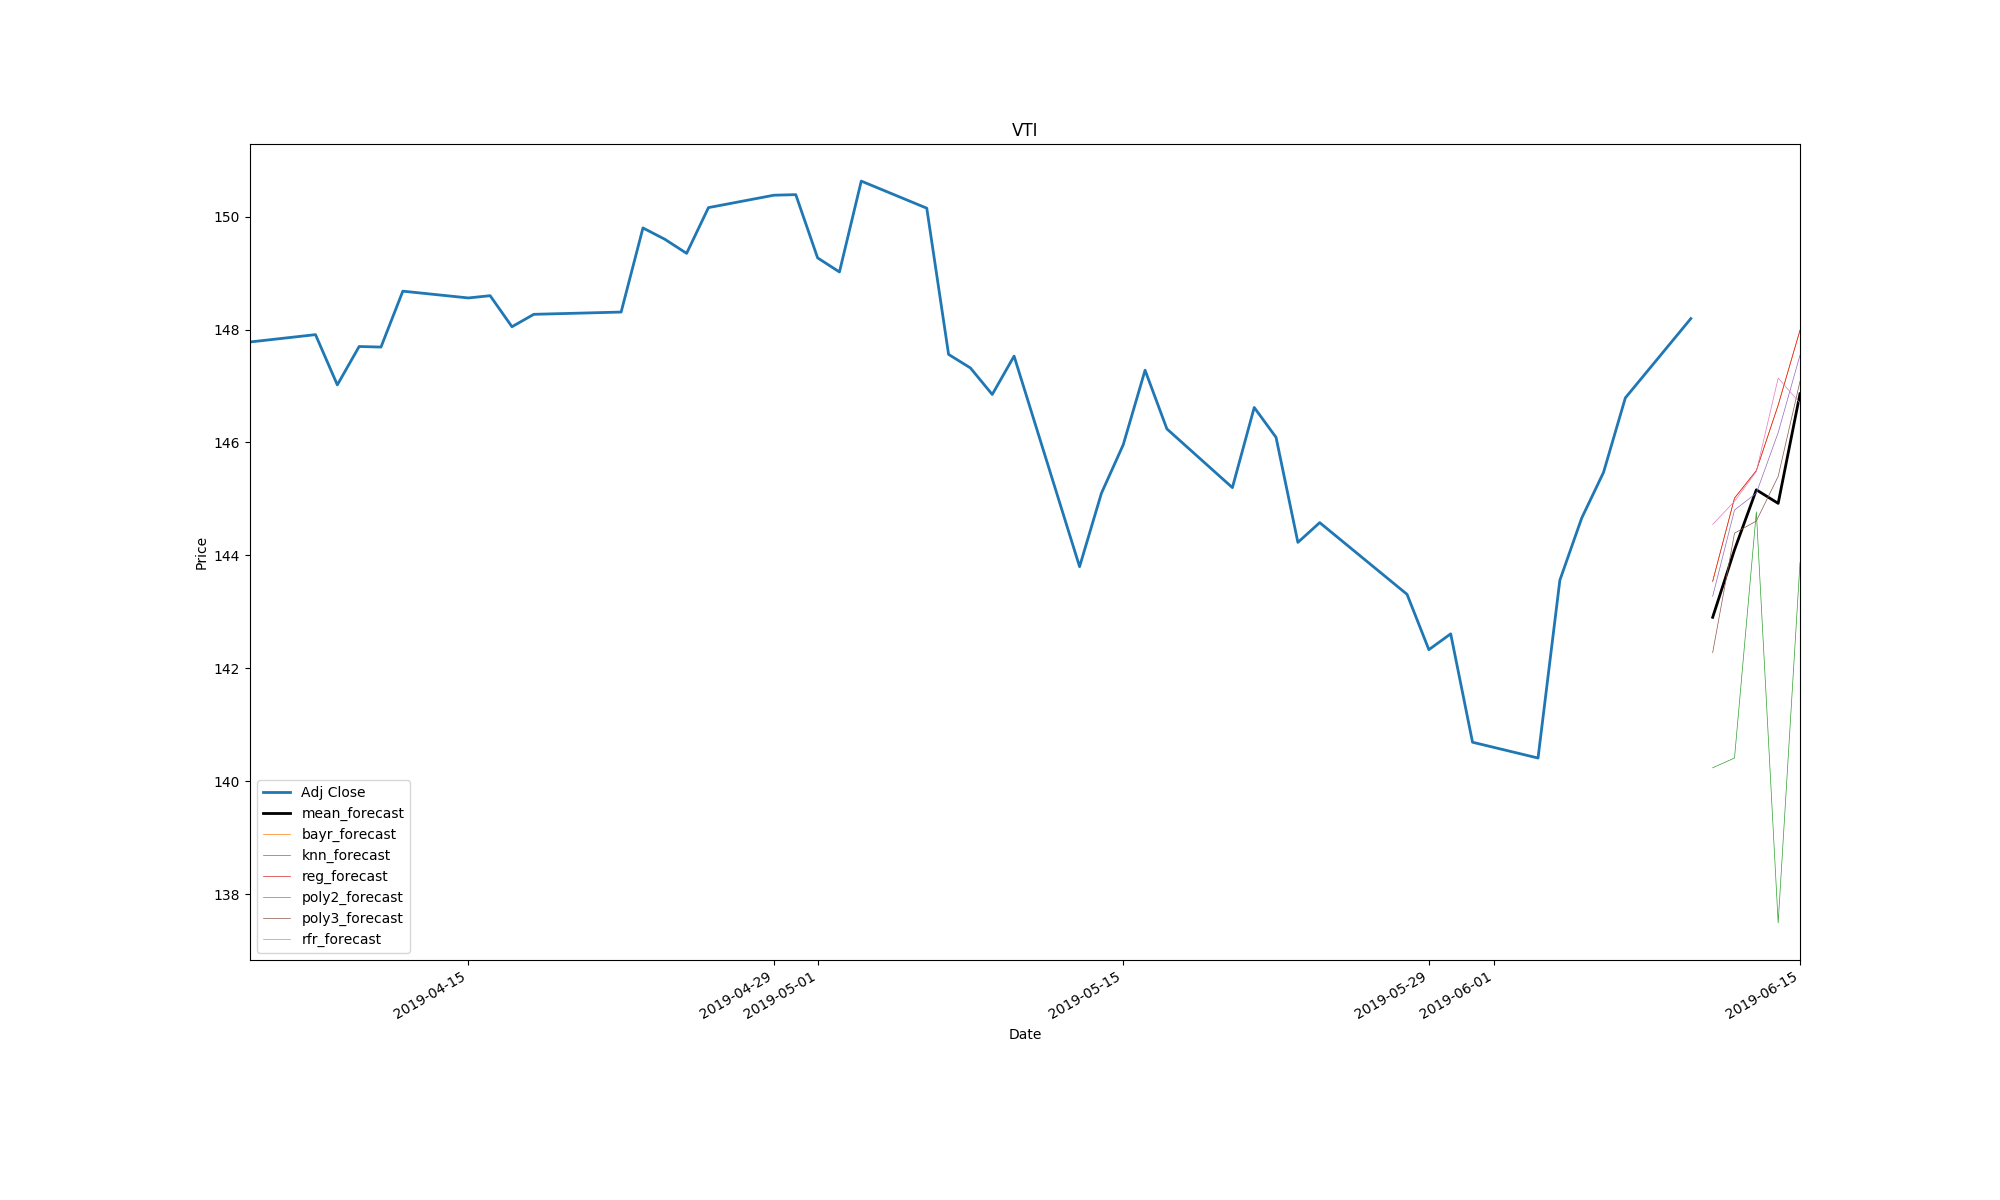 VTI
150
148
146
144
142
140
138
Price
Adj Close
mean_forecast
bayr_forecast
knn_forecast
reg_forecast
poly2_forecast
poly3_forecast
rfr_forecast
2019-04-15
2019-04-29
2019-05-01
2019-05-15
2019-05-29
2019-06-01
2019-06-15
Date